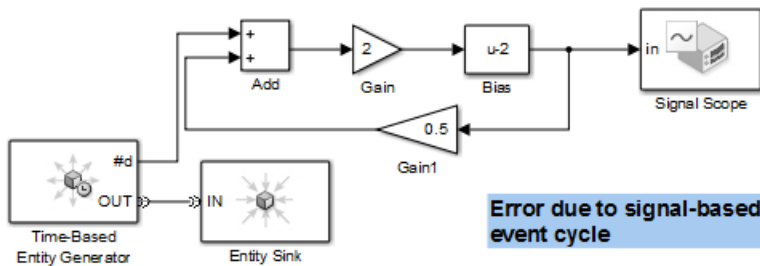 +
+
Add
2
Gain
u-2
Bias
in
Signal Scope
0.5
Gain1
#d
OUT
Time-Based
Entity Generator
IN
Entity Sink
Error due to signal-based
event cycle